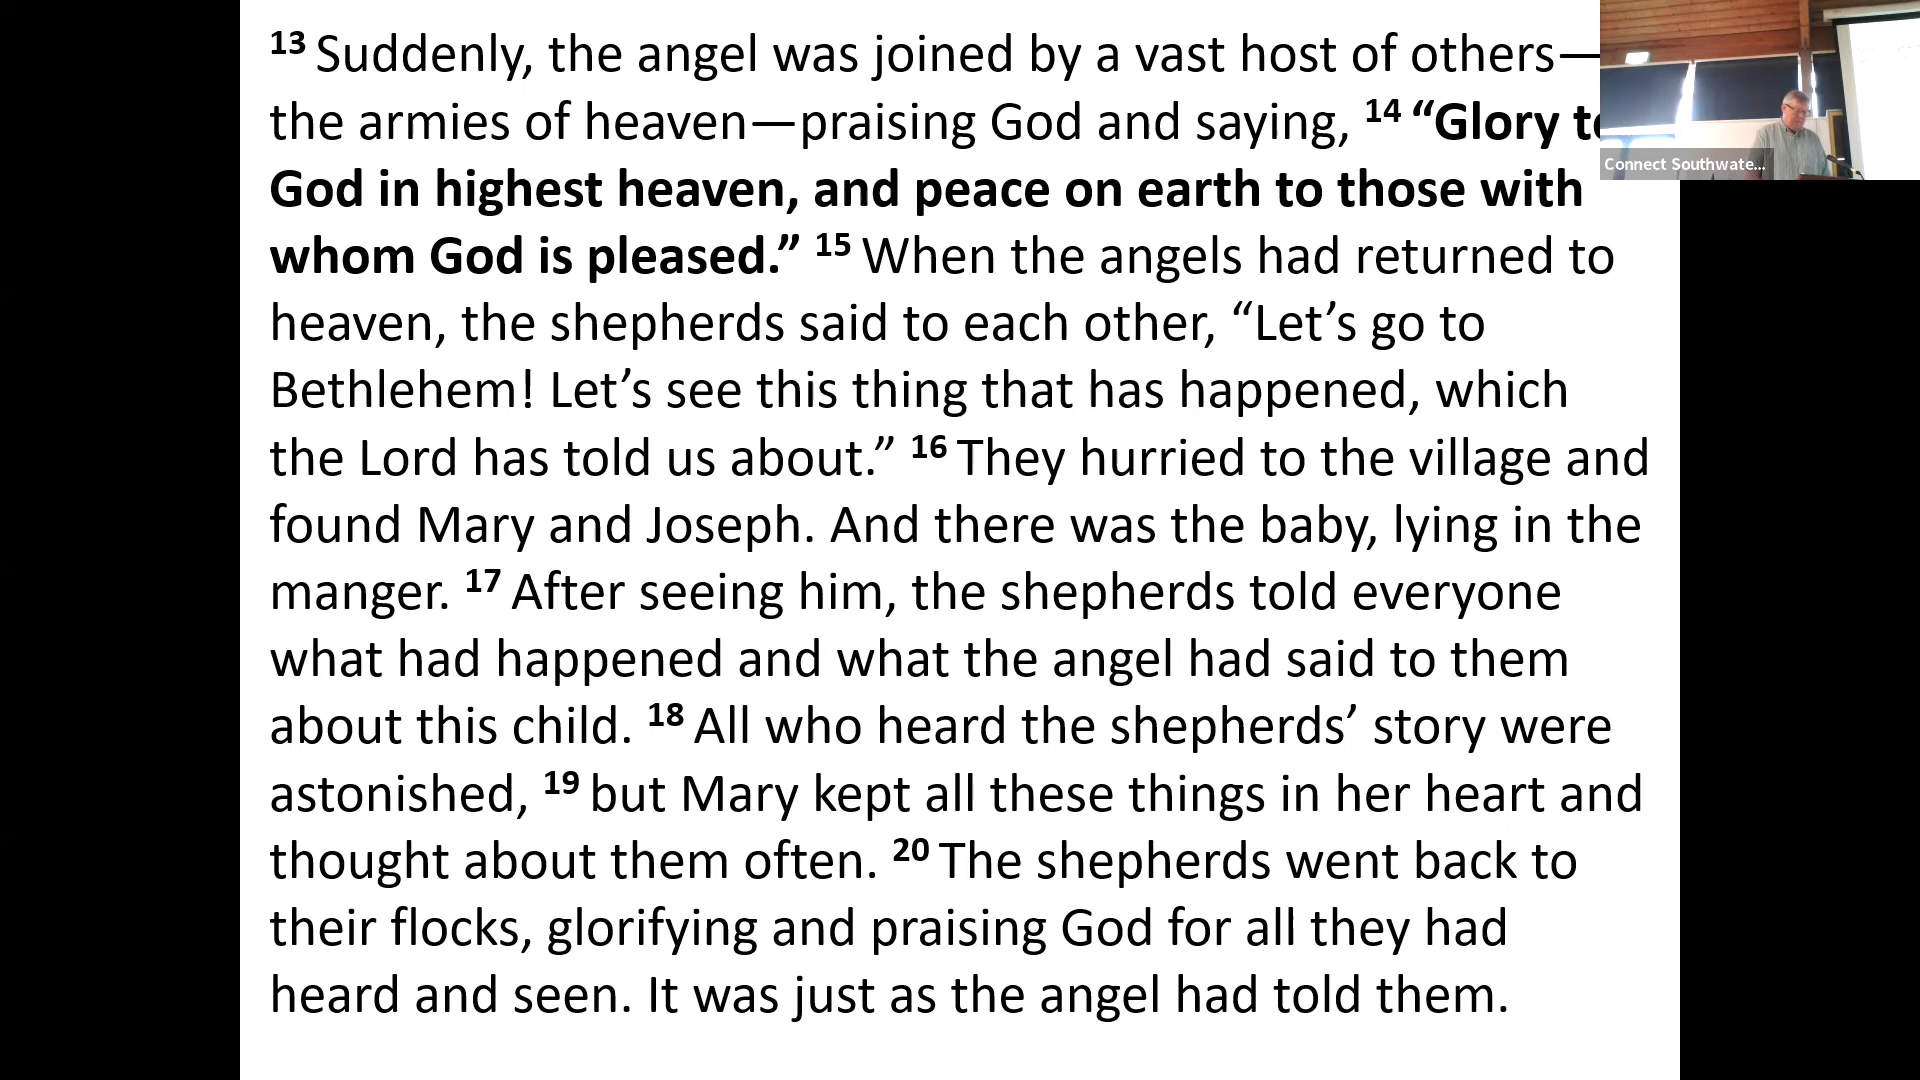 13 Suddenly, the angel was joined by a vast host of others—
the armies of heaven—praising God and saying, 14 “Glory to
God in highest heaven, and peace on earth to those with
whom God is pleased.” 15 When the angels had returned to
heaven, the shepherds said to each other, “Let’s go to
Bethlehem! Let’s see this thing that has happened, which
the Lord has told us about.” 16 They hurried to the village and
found Mary and Joseph. And there was the baby, lying in the
manger. 17 After seeing him, the shepherds told everyone
what had happened and what the angel had said to them
about this child. 18 All who heard the shepherds’ story were
astonished, 19 but Mary kept all these things in her heart and
thought about them often. 20 The shepherds went back to
their flocks, glorifying and praising God for all they had
heard and seen. It was just as the angel had told them.
Connect Southwate...